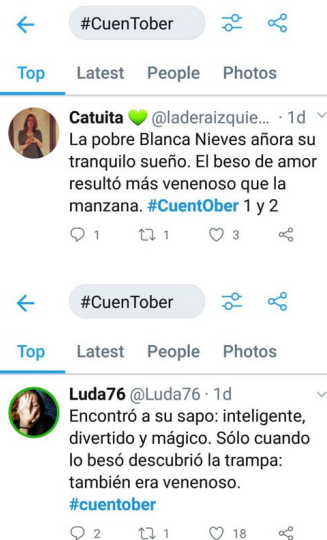 #CuenTober
Top Latest People Photos
Catuita 💚 @laderaizquie... · 1d
La pobre Blanca Nieves añora su
tranquilo sueño. El beso de amor
resultó más venenoso que la
manzana. #CuentOber 1 y 2
1 1 3
#CuenTober
Top Latest People Photos
Luda76 @Luda76 · 1d
Encontró a su sapo: inteligente,
divertido y mágico. Sólo cuando
lo besó descubrió la trampa:
también era venenoso.
#cuentober
2 1 18